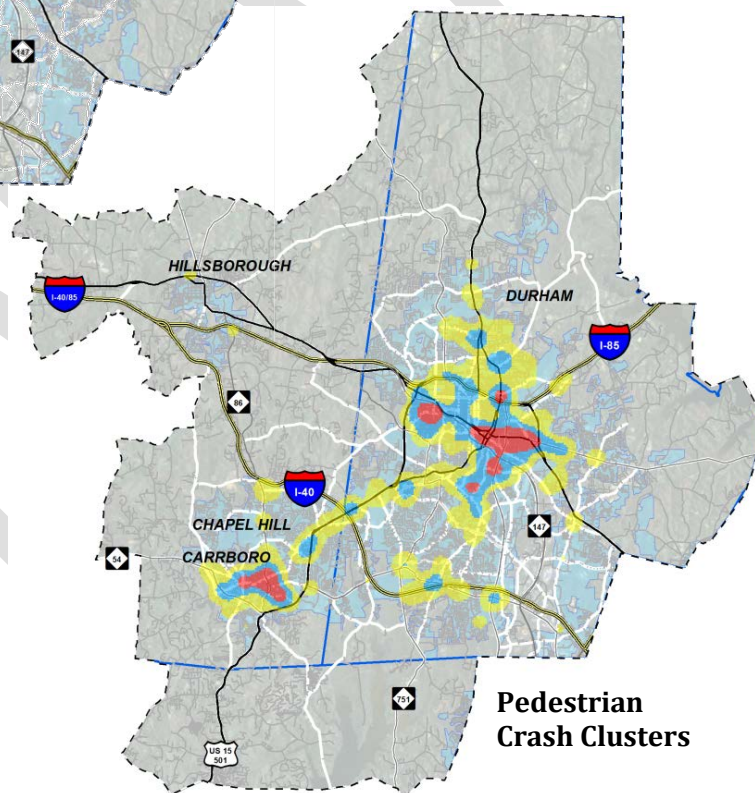 147
HILLSBOROUGH
I-40/85
DURHAM
I-85
86
I-40
CHAPEL HILL
147
54
CARRBORO
751
Pedestrian
Crash Clusters
US 15
501